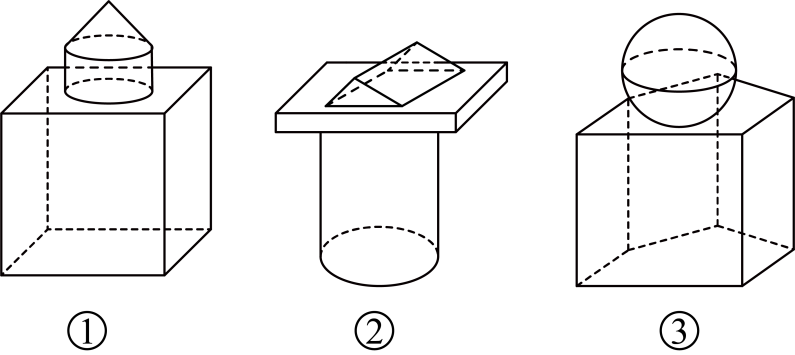 ① ② ③